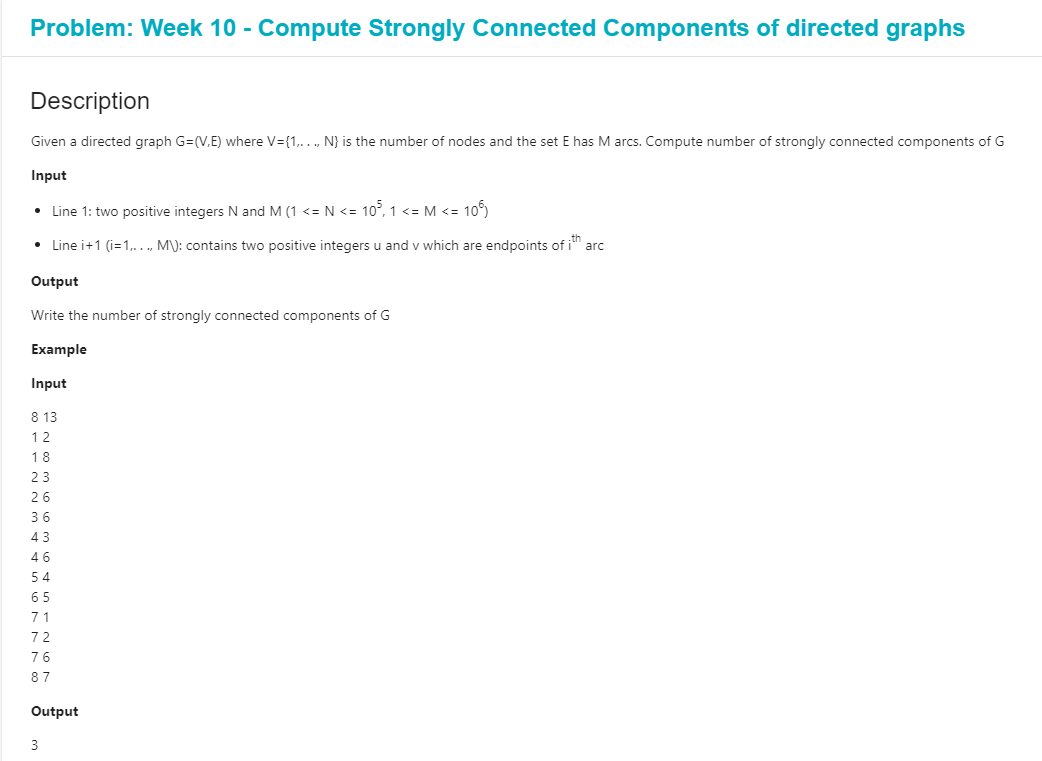 Problem: Week 10 - Compute Strongly Connected Components of directed graphs
Description
Given a directed graph G=(V,E) where V={1,. . ., N} is the number of nodes and the set E has M arcs. Compute number of strongly connected components of G
Input
• Line 1: two positive integers N and M (1 <= N <= 10^5, 1 <= M <= 10^6)
• Line i+1 (i=1,. . ., M\): contains two positive integers u and v which are endpoints of i^th arc
Output
Write the number of strongly connected components of G
Example
Input
8 13
1 2
1 8
2 3
2 6
3 6
4 3
4 6
5 4
6 5
7 1
7 2
7 6
8 7
Output
3